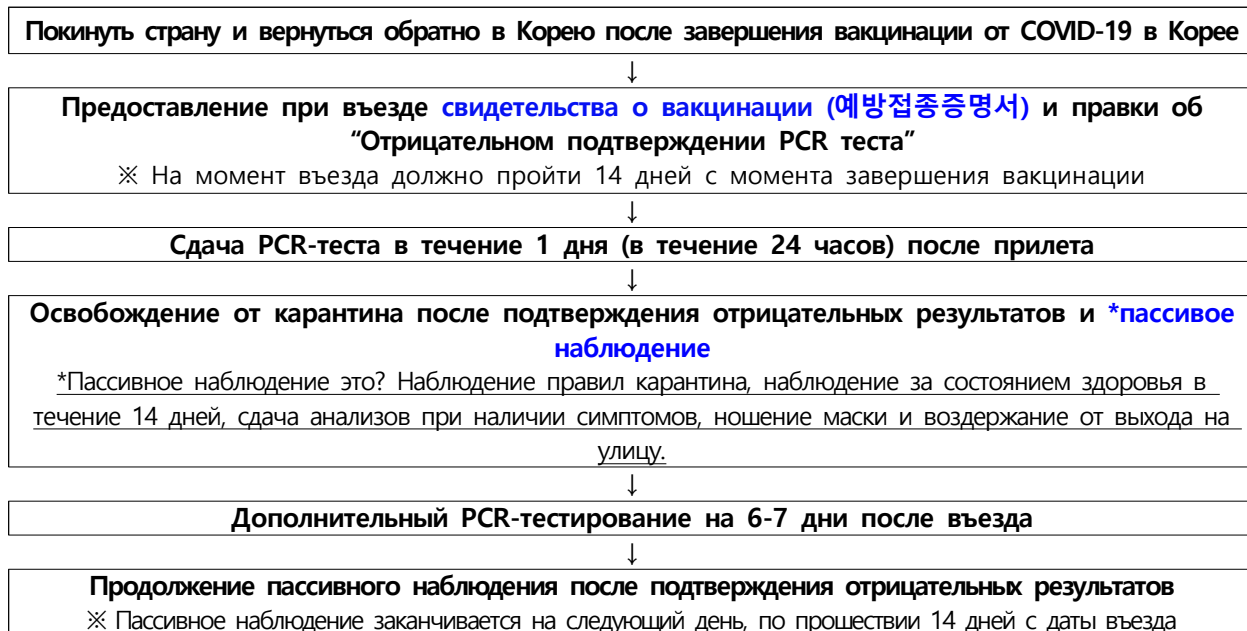 Покинуть страну и вернуться обратно в Корею после завершения вакцинации от COVID-19 в Корее
↓
Предоставление при въезде свидетельства о вакцинации (예방접종증명서) и правки об
“Отрицательном подтверждении PCR теста”
※ На момент въезда должно пройти 14 дней с момента завершения вакцинации
↓
Сдача PCR-теста в течение 1 дня (в течение 24 часов) после прилета
↓
Освобождение от карантина после подтверждения отрицательных результатов и *пассивое
наблюдение
*Пассивное наблюдение это? Наблюдение правил карантина, наблюдение за состоянием здоровья в
течение 14 дней, сдача анализов при наличии симптомов, ношение маски и воздержание от выхода на
улицу.
↓
Дополнительный PCR-тестирование на 6-7 дни после въезда
↓
Продолжение пассивного наблюдения после подтверждения отрицательных результатов
※ Пассивное наблюдение заканчивается на следующий день, по прошествии 14 дней с даты въезда